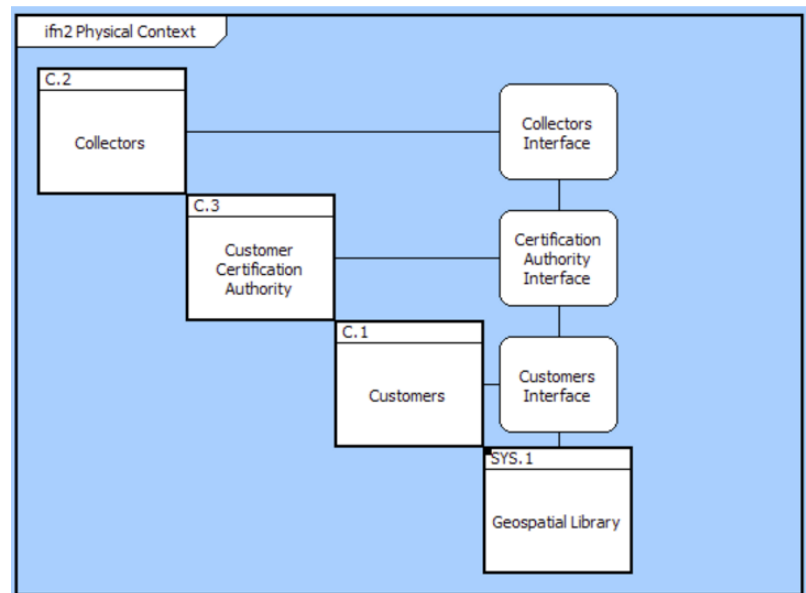 ifn2 Physical Context
C.2
Collectors
Collectors
Interface
C.3
Customer
Certification
Authority
Certification
Authority
Interface
C.1
Customers
Customers
Interface
SYS.1
Geospatial Library